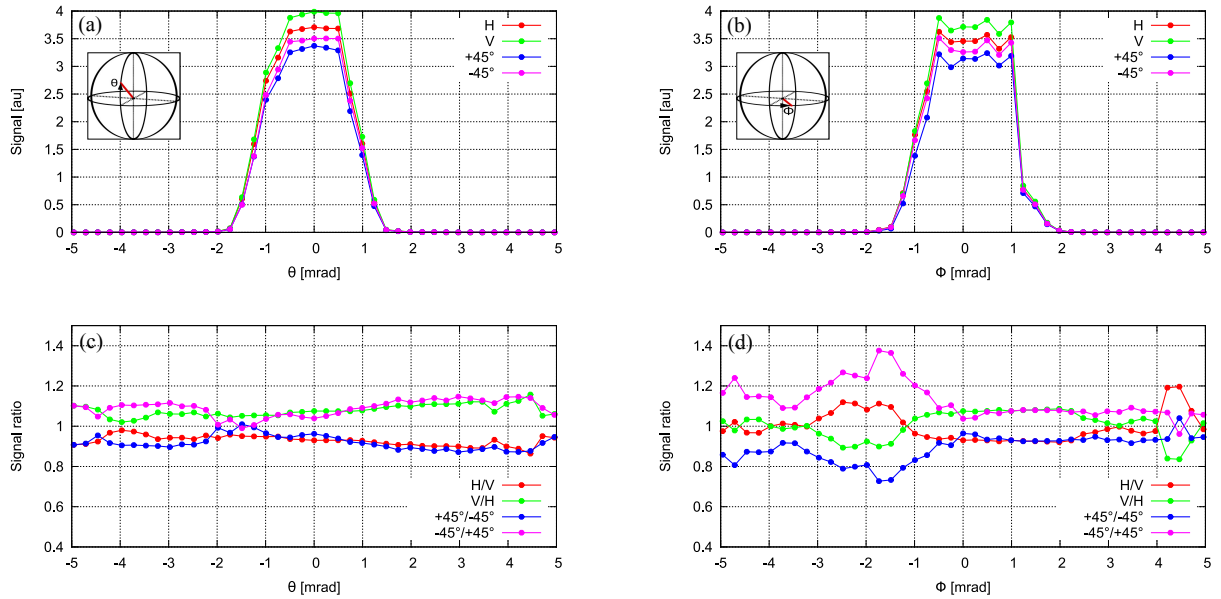 (a)
H
V
+45°
-45°
θ
4
3.5
3
2.5
2
1.5
1
0.5
0
Signal [au]
-5 -4 -3 -2 -1 0 1 2 3 4 5
θ [mrad]
(b)
H
V
+45°
-45°
Φ
4
3.5
3
2.5
2
1.5
1
0.5
0
Signal [au]
-5 -4 -3 -2 -1 0 1 2 3 4 5
Φ [mrad]
(c)
1.4
1.2
1
0.8
0.6
0.4
Signal ratio
H/V
V/H
+45°/-45°
-45°/+45°
-5 -4 -3 -2 -1 0 1 2 3 4 5
θ [mrad]
(d)
1.4
1.2
1
0.8
0.6
0.4
Signal ratio
H/V
V/H
+45°/-45°
-45°/+45°
-5 -4 -3 -2 -1 0 1 2 3 4 5
Φ [mrad]